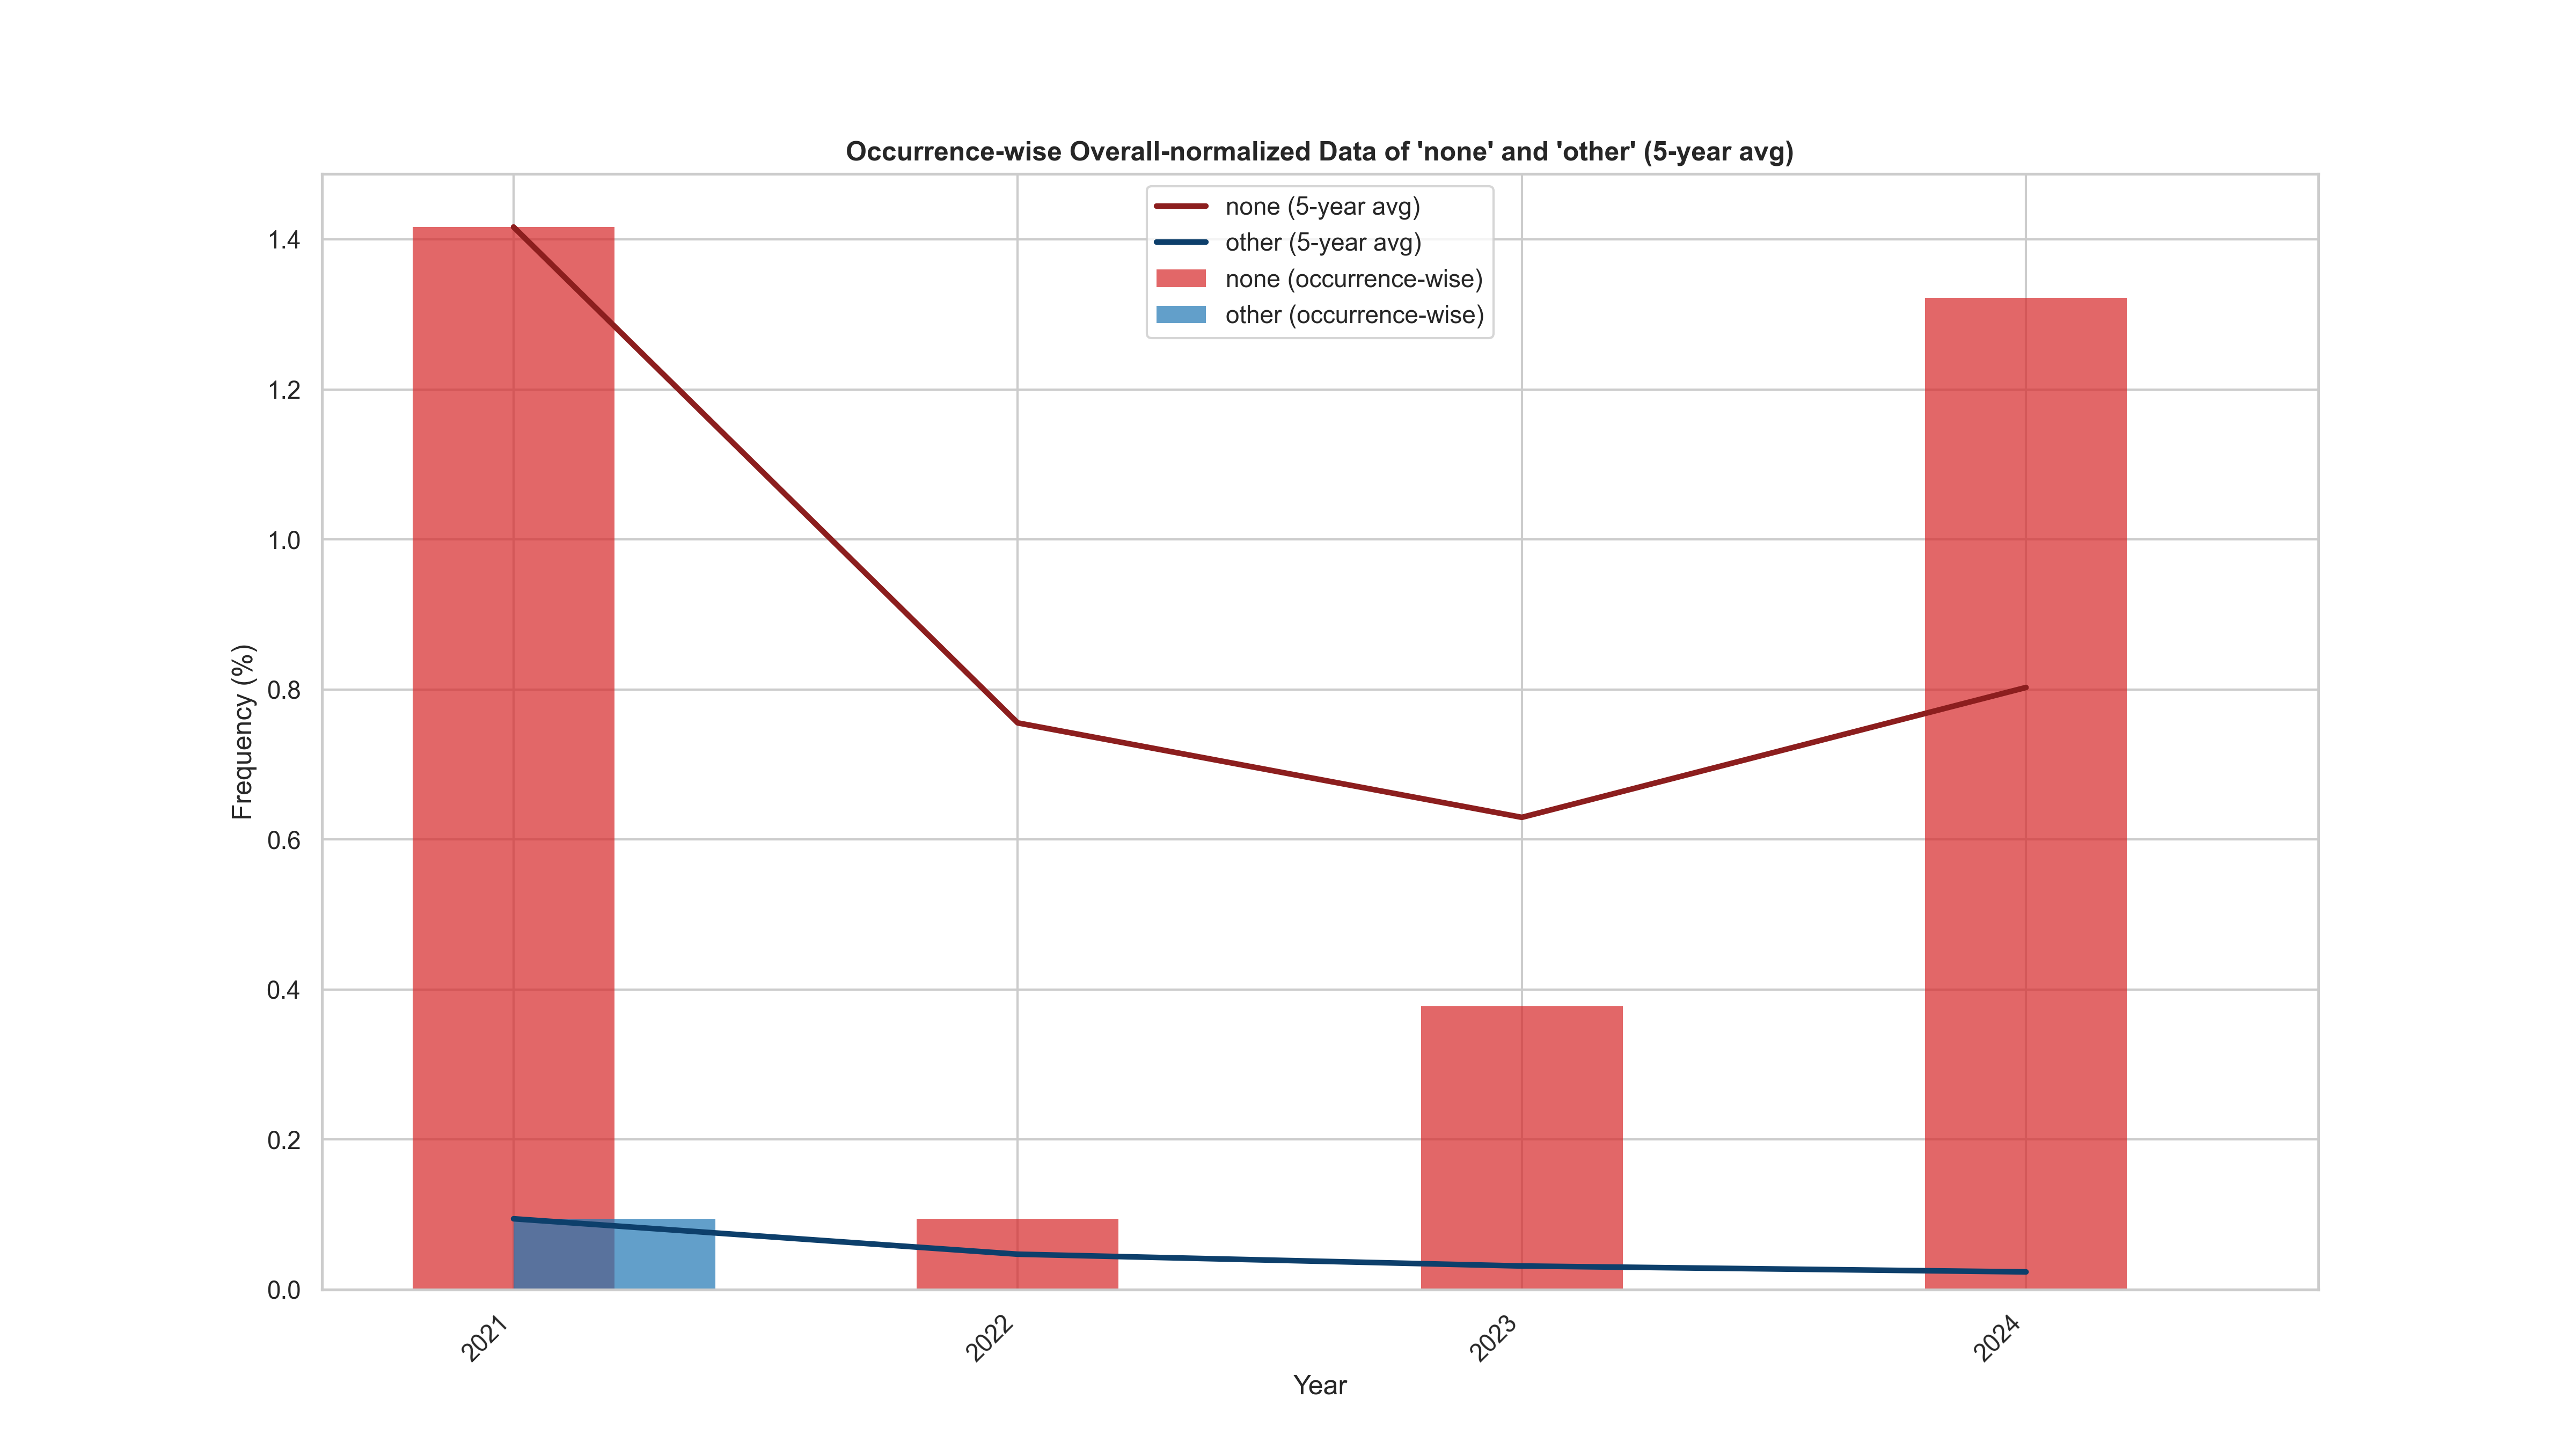 Occurrence-wise Overall-normalized Data of 'none' and 'other' (5-year avg)
none (5-year avg)
other (5-year avg)
none (occurrence-wise)
other (occurrence-wise)
Frequency (%)
1.4
1.2
1.0
0.8
0.6
0.4
0.2
0.0
2021
2022
2023
2024
Year